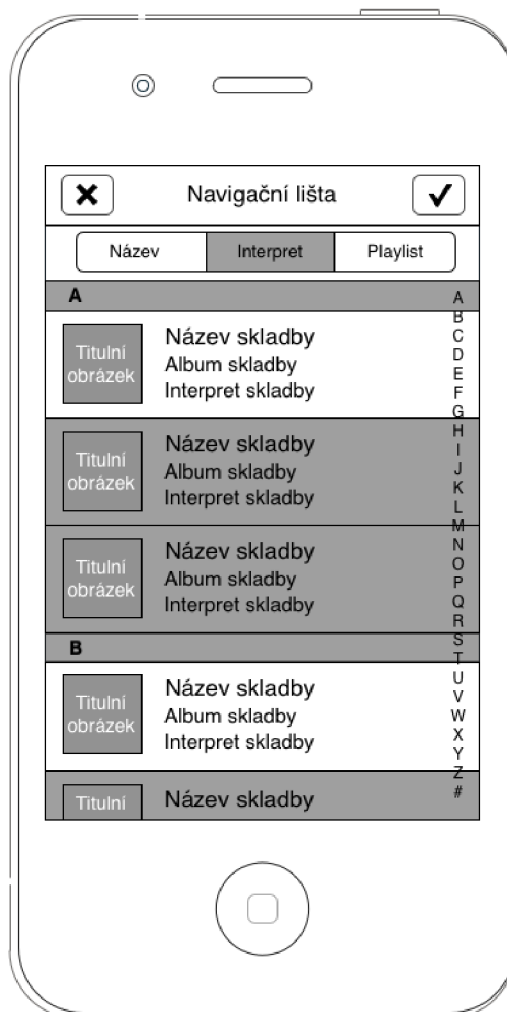 Navigační lišta
Název Interpret Playlist
A
Titulní obrázek
Název skladby
Album skladby
Interpret skladby
Titulní obrázek
Název skladby
Album skladby
Interpret skladby
Titulní obrázek
Název skladby
Album skladby
Interpret skladby
B
Titulní obrázek
Název skladby
Album skladby
Interpret skladby
Titulní
Název skladby
A
B
C
D
E
F
G
H
I
J
K
L
M
N
O
P
Q
R
S
T
U
V
W
X
Y
Z
#